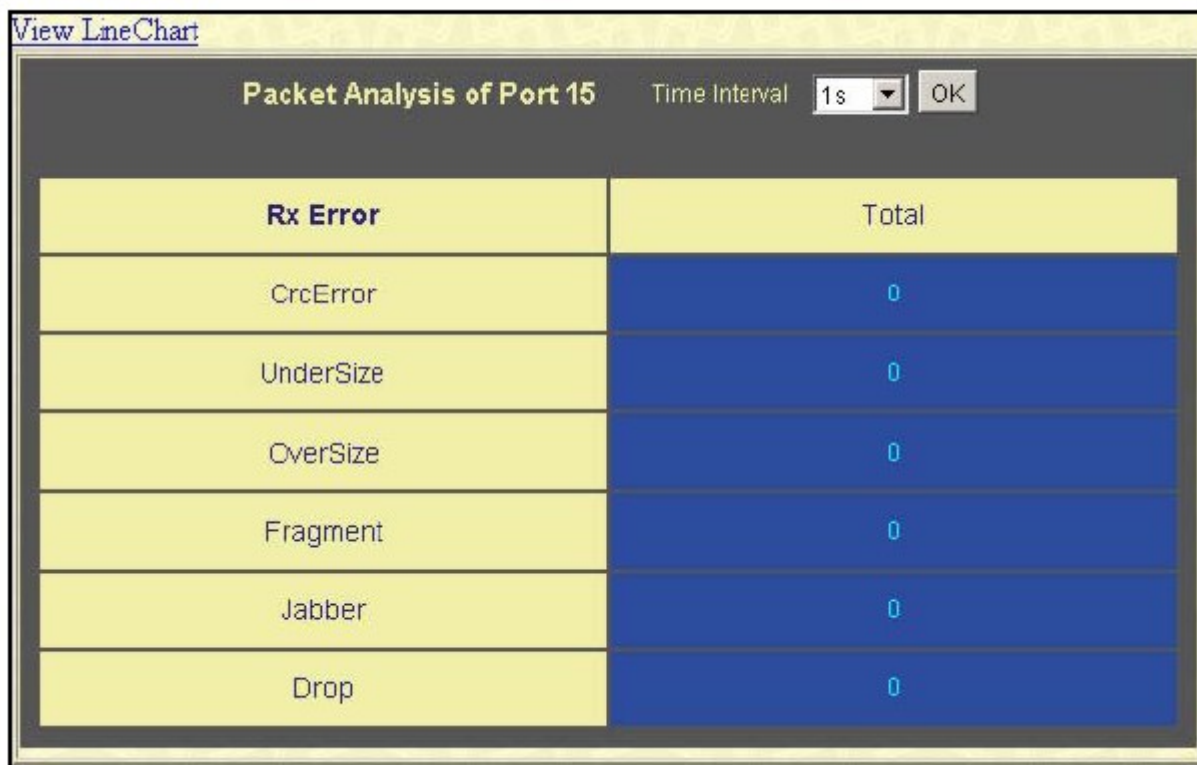 View LineChart
Packet Analysis of Port 15 Time Interval 1s OK
Rx Error Total
CrcError 0
UnderSize 0
OverSize 0
Fragment 0
Jabber 0
Drop 0